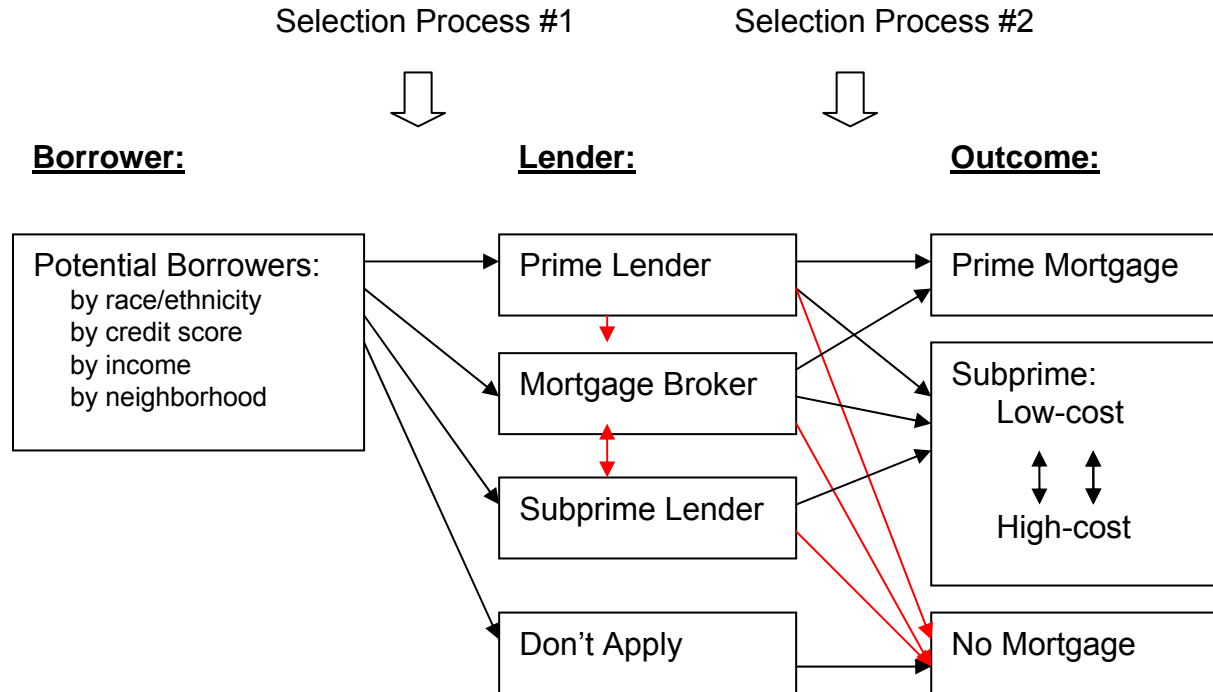 Selection Process #1
Selection Process #2
Borrower:
Lender:
Outcome:
Potential Borrowers:
by race/ethnicity
by credit score
by income
by neighborhood
Prime Lender
Mortgage Broker
Subprime Lender
Don’t Apply
Prime Mortgage
Subprime:
Low-cost
High-cost
No Mortgage